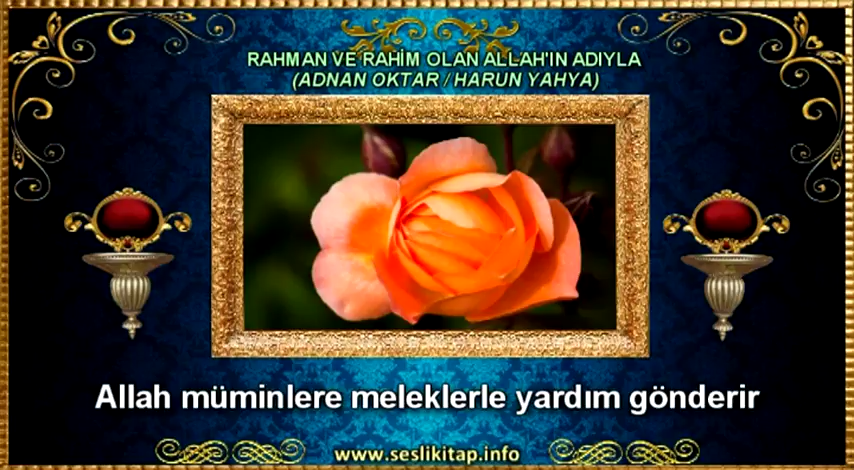 RAHMAN VE RAHİM OLAN ALLAH'IN ADIYLA
(ADNAN OKTAR / HARUN YAHYA)
Allah müminlere meleklerle yardım gönderir
www.seslikitap.info